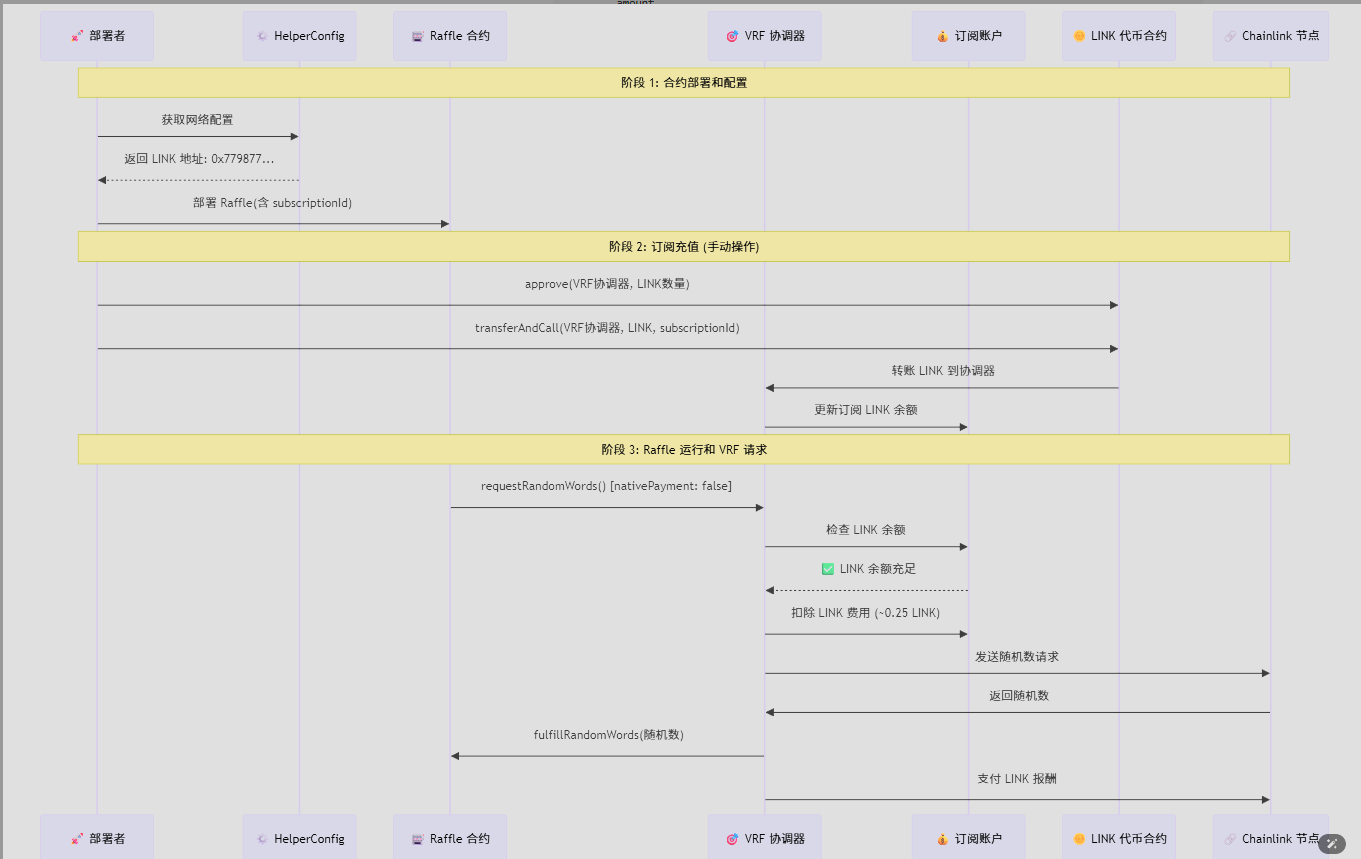 amount
部署者
HelperConfig
Raffle 合约
VRF 协调器
订阅账户
LINK 代币合约
Chainlink 节点
阶段 1: 合约部署和配置
获取网络配置
返回 LINK 地址: 0x779877...
部署 Raffle(含 subscriptionId)
阶段 2: 订阅充值 (手动操作)
approve(VRF协调器, LINK数量)
transferAndCall(VRF协调器, LINK, subscriptionId)
转账 LINK 到协调器
更新订阅 LINK 余额
阶段 3: Raffle 运行和 VRF 请求
requestRandomWords() [nativePayment: false]
检查 LINK 余额
✅ LINK 余额充足
扣除 LINK 费用 (~0.25 LINK)
发送随机数请求
返回随机数
fulfillRandomWords(随机数)
支付 LINK 报酬
部署者
HelperConfig
Raffle 合约
VRF 协调器
订阅账户
LINK 代币合约
Chainlink 节点